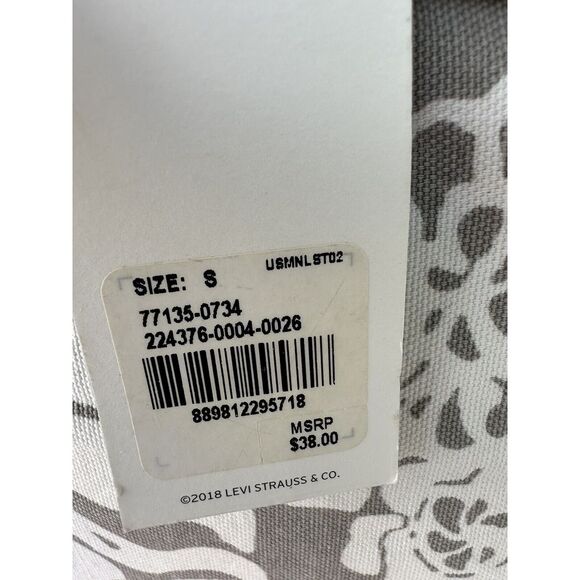 USMNLST02
SIZE: S
77135-0734
224376-0004-0026
889812295718
MSRP
$38.00
©2018 LEVI STRAUSS & CO.